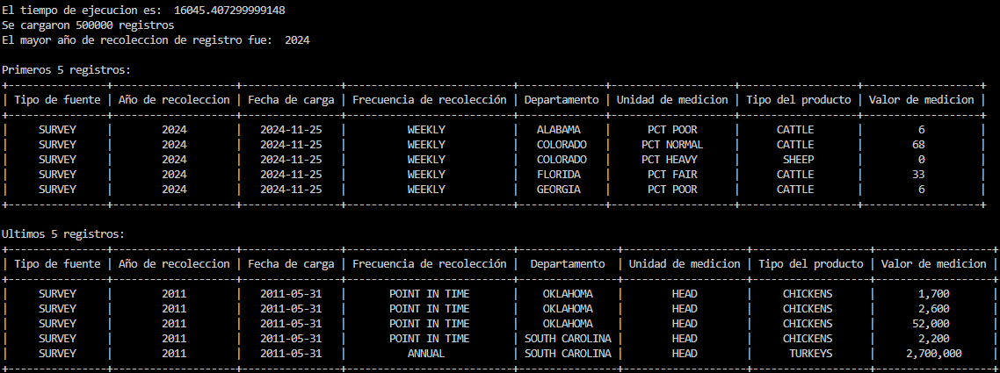 El tiempo de ejecucion es:  16045.407299999148
Se cargaron 500000 registros
El mayor año de recoleccion de registro fue:  2024
Primeros 5 registros:
+----------------+--------------------+----------------+---------------------------+--------------+--------------------+-------------------+-------------------+
| Tipo de fuente | Año de recoleccion | Fecha de carga | Frecuencia de recolección | Departamento | Unidad de medicion | Tipo del producto | Valor de medicion |
+----------------+--------------------+----------------+---------------------------+--------------+--------------------+-------------------+-------------------+
|     SURVEY     |        2024        |   2024-11-25   |          WEEKLY           |   ALABAMA    |      PCT POOR      |       CATTLE      |         6         |
|     SURVEY     |        2024        |   2024-11-25   |          WEEKLY           |   COLORADO   |     PCT NORMAL     |       CATTLE      |         68        |
|     SURVEY     |        2024        |   2024-11-25   |          WEEKLY           |   COLORADO   |     PCT HEAVY      |       SHEEP       |         0         |
|     SURVEY     |        2024        |   2024-11-25   |          WEEKLY           |   FLORIDA    |      PCT FAIR      |       CATTLE      |         33        |
|     SURVEY     |        2024        |   2024-11-25   |          WEEKLY           |   GEORGIA    |      PCT POOR      |       CATTLE      |         6         |
+----------------+--------------------+----------------+---------------------------+--------------+--------------------+-------------------+-------------------+
Ultimos 5 registros:
+----------------+--------------------+----------------+---------------------------+----------------+--------------------+-------------------+-------------------+
| Tipo de fuente | Año de recoleccion | Fecha de carga | Frecuencia de recolección |  Departamento  | Unidad de medicion | Tipo del producto | Valor de medicion |
+----------------+--------------------+----------------+---------------------------+----------------+--------------------+-------------------+-------------------+
|     SURVEY     |        2011        |   2011-05-31   |       POINT IN TIME       |    OKLAHOMA    |        HEAD        |      CHICKENS     |       1,700       |
|     SURVEY     |        2011        |   2011-05-31   |       POINT IN TIME       |    OKLAHOMA    |        HEAD        |      CHICKENS     |       2,600       |
|     SURVEY     |        2011        |   2011-05-31   |       POINT IN TIME       |    OKLAHOMA    |        HEAD        |      CHICKENS     |       52,000      |
|     SURVEY     |        2011        |   2011-05-31   |       POINT IN TIME       | SOUTH CAROLINA |        HEAD        |      CHICKENS     |       2,200       |
|     SURVEY     |        2011        |   2011-05-31   |           ANNUAL          | SOUTH CAROLINA |        HEAD        |      TURKEYS      |     2,700,000     |
+----------------+--------------------+----------------+---------------------------+----------------+--------------------+-------------------+-------------------+